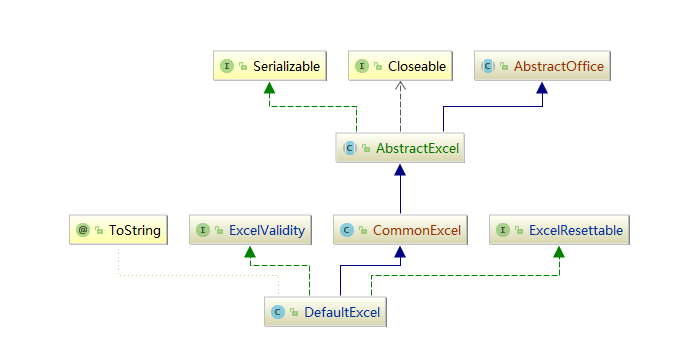 Serializable
Closeable
AbstractOffice
AbstractExcel
ToString
ExcelValidity
CommonExcel
ExcelResettable
DefaultExcel